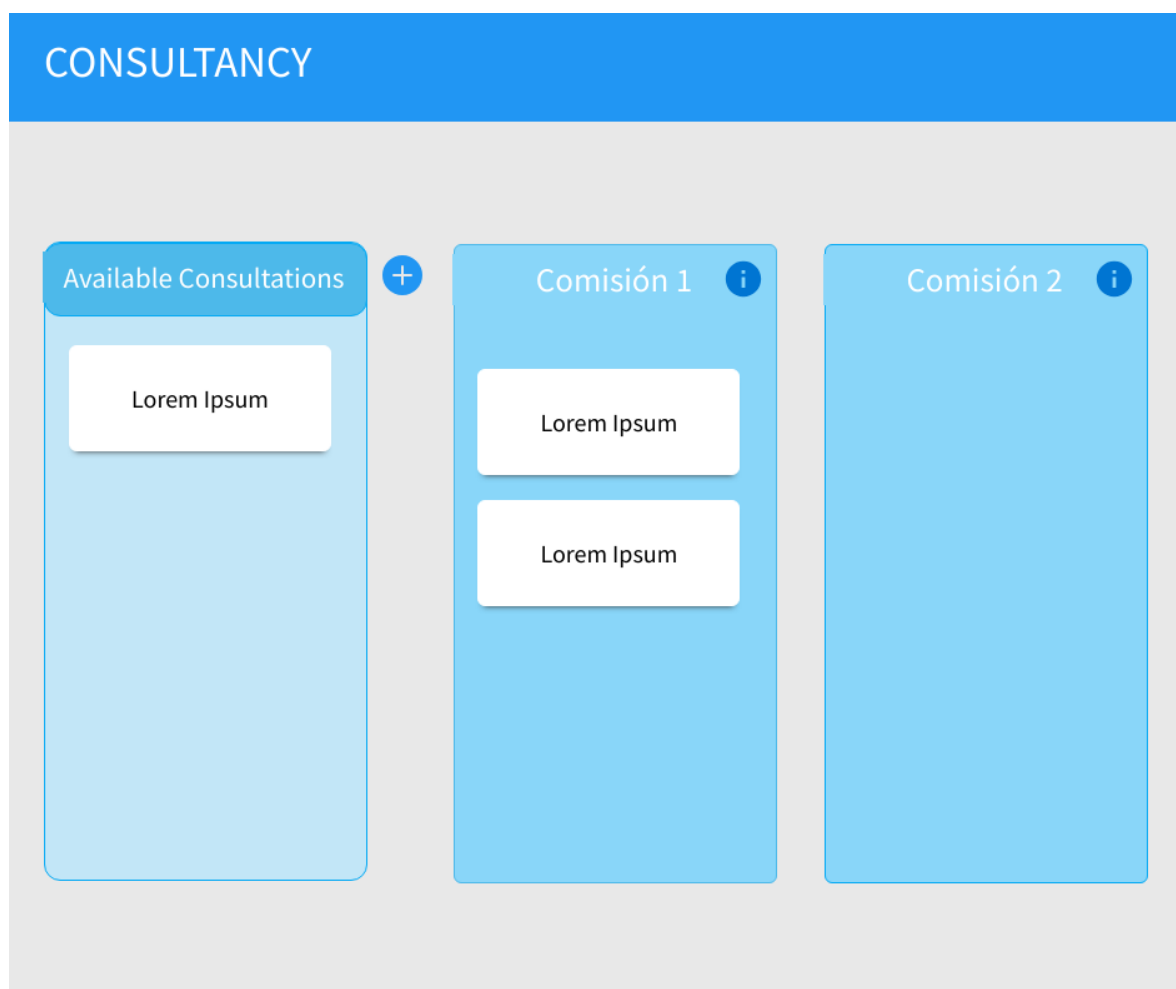 CONSULTANCY
Available Consultations
Lorem Ipsum
Comisión 1
Lorem Ipsum
Lorem Ipsum
Comisión 2